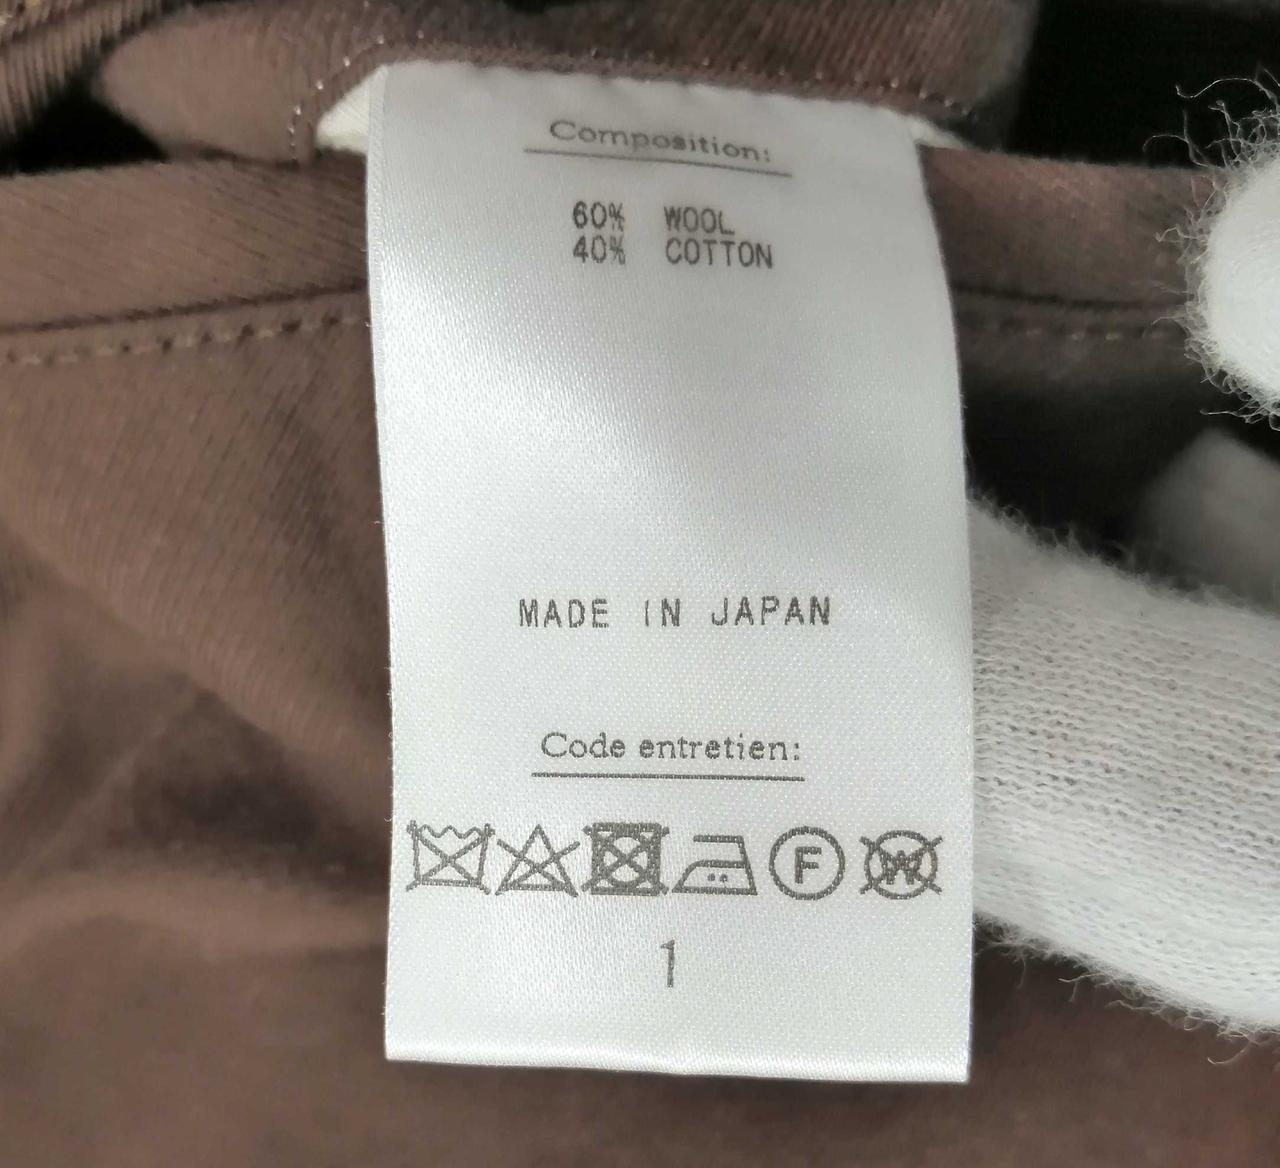 Composition:
60% WOOL
40% COTTON
MADE IN JAPAN
Code entretien:
F W
1